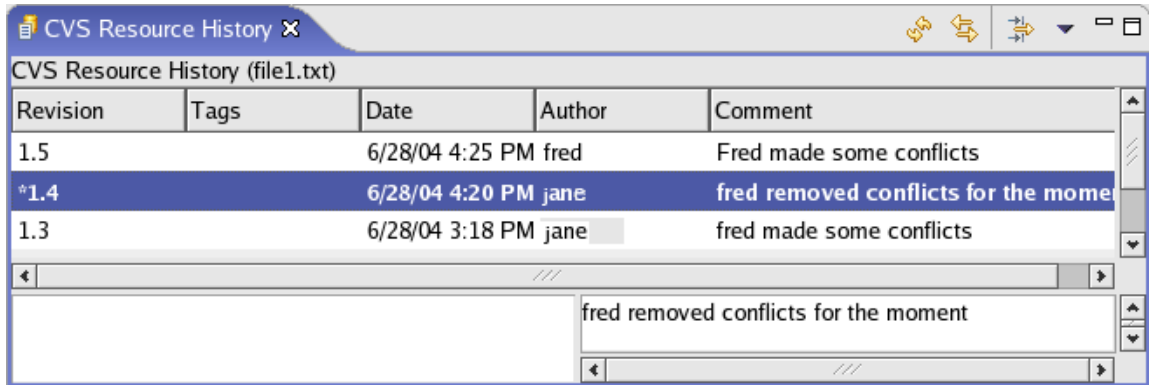 CVS Resource History
CVS Resource History (file1.txt)
Revision Tags Date Author Comment
1.5 6/28/04 4:25 PM fred Fred made some conflicts
*1.4 6/28/04 4:20 PM jane fred removed conflicts for the momen
1.3 6/28/04 3:18 PM jane fred made some conflicts
fred removed conflicts for the moment